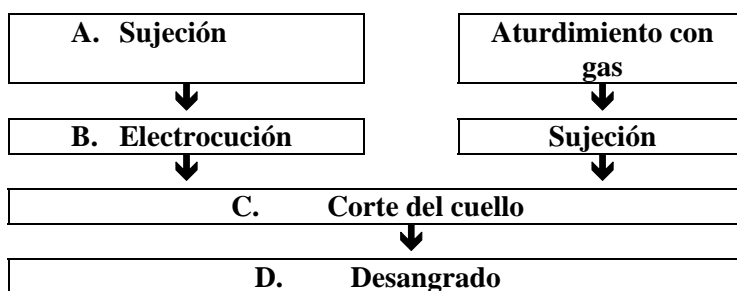 A. Sujeción
Aturdimiento con
gas
B. Electrocución
Sujeción
C. Corte del cuello
D. Desangrado